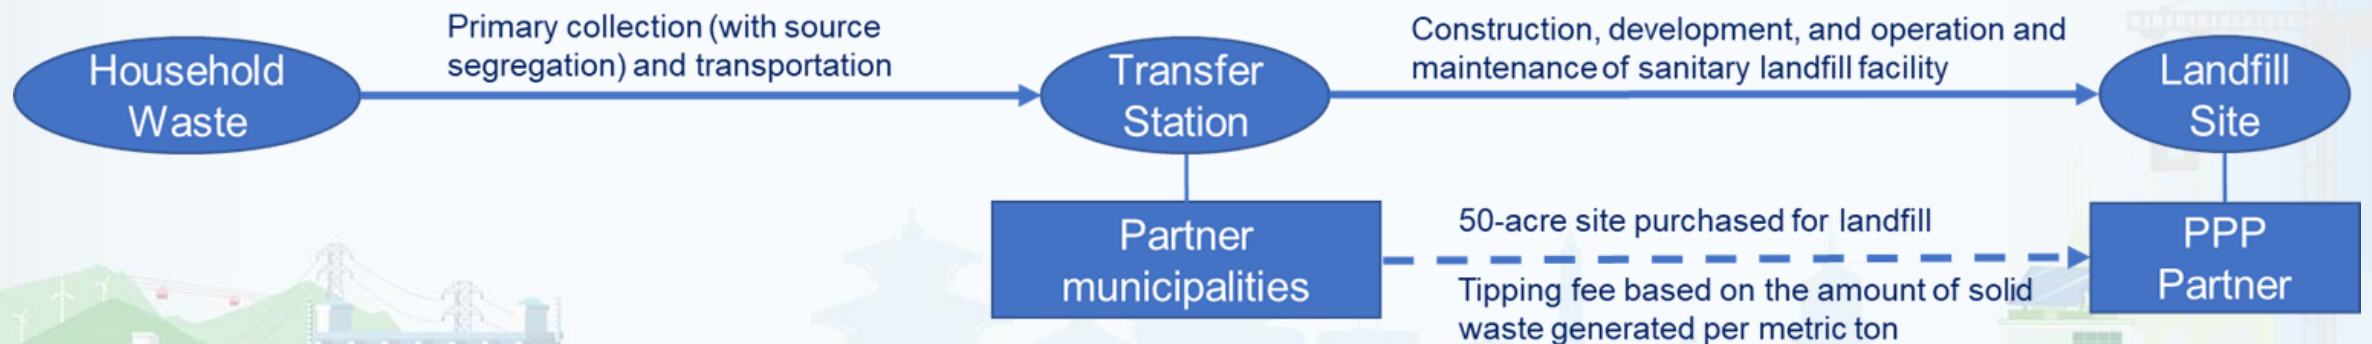 Household
Waste
Primary collection (with source
segregation) and transportation
Transfer
Station
Construction, development, and operation and
maintenance of sanitary landfill facility
Landfill
Site
Partner
municipalities
50-acre site purchased for landfill
Tipping fee based on the amount of solid
waste generated per metric ton
PPP
Partner